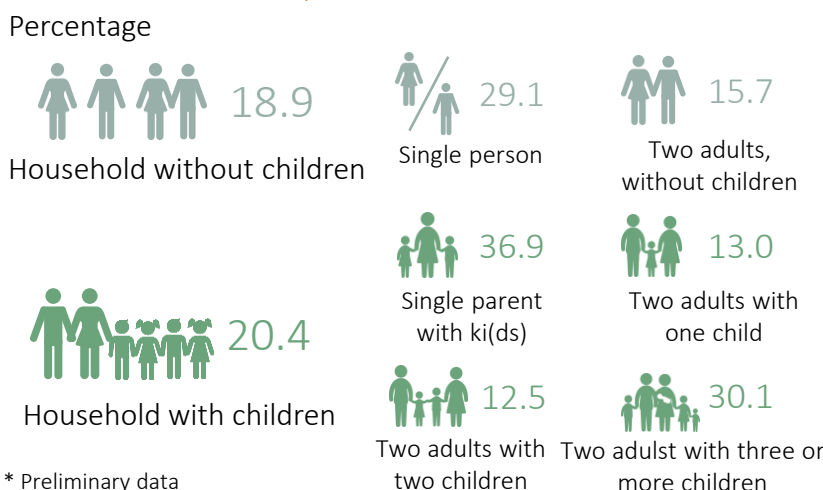 Percentage
18.9
Household without children
29.1
Single person
15.7
Two adults,
without children
20.4
Household with children
36.9
Single parent
with ki(ds)
13.0
Two adults with
one child
12.5
Two adults with
two children
30.1
Two adulst with three or
more children
* Preliminary data